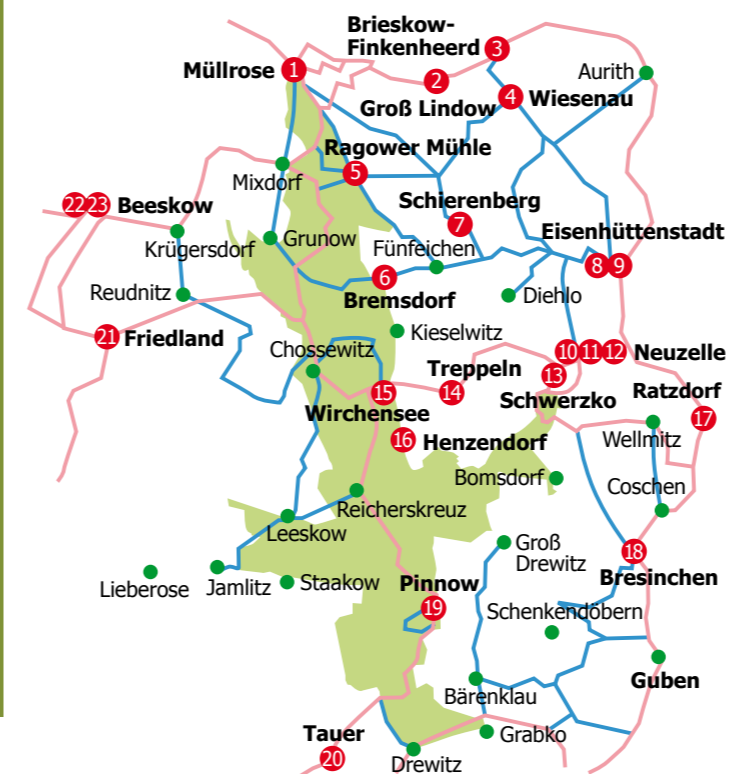 Brieskow-
Finkenheerd
3
Müllrose
1
2
Aurith
Groß Lindow
4
Wiesenau
Ragower Mühle
5
Mixdorf
22
23
Beeskow
Schierenberg
7
Krügersdorf
Grunow
Fünfeichen
Eisenhüttenstadt
8
9
6
Reudnitz
Bremsdorf
Diehlo
21
Friedland
Kieselwitz
Chossewitz
10
11
12
Neuzelle
Treppeln
13
15
14
Schwerzko
Ratzdorf
Wirchensee
17
16
Henzendorf
Wellmitz
Bomsdorf
Coschen
Reicherskreuz
Leeskow
Groß
Drewitz
18
Lieberose
Jamlitz
Staakow
Pinnow
Bresinchen
19
Schenkendöbern
Guben
Bärenklau
Tauer
Grabko
20
Drewitz